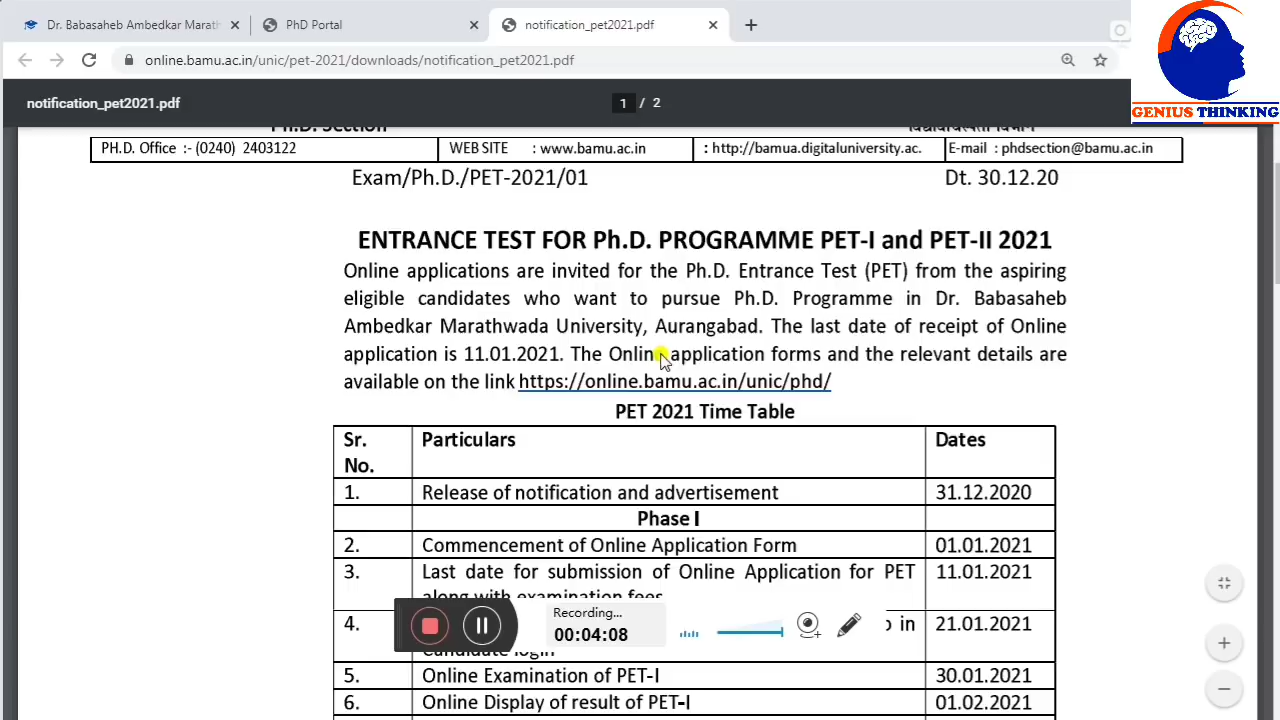 Dr. Babasaheb Ambedkar Marath
PhD Portal
notification_pet2021.pdf
online.bamu.ac.in/unic/pet-2021/downloads/notification_pet2021.pdf
GENIUS THINKING
notification_pet2021.pdf
1 / 2
Ph.D. Section
PH.D. Office :- (0240) 2403122 WEB SITE : www.bamu.ac.in : http://bamua.digitaluniversity.ac. E-mail : phdsection@bamu.ac.in
Exam/Ph.D./PET-2021/01 Dt. 30.12.20
ENTRANCE TEST FOR Ph.D. PROGRAMME PET-I and PET-II 2021
Online applications are invited for the Ph.D. Entrance Test (PET) from the aspiring
eligible candidates who want to pursue Ph.D. Programme in Dr. Babasaheb
Ambedkar Marathwada University, Aurangabad. The last date of receipt of Online
application is 11.01.2021. The Online application forms and the relevant details are
available on the link https://online.bamu.ac.in/unic/phd/
PET 2021 Time Table
Sr. No. Particulars Dates
1. Release of notification and advertisement 31.12.2020
Phase I
2. Commencement of Online Application Form 01.01.2021
3. Last date for submission of Online Application for PET 11.01.2021
along with examination fees
4. in 21.01.2021
Candidate login
5. Online Examination of PET-I 30.01.2021
6. Online Display of result of PET-I 01.02.2021
Recording...
00:04:08